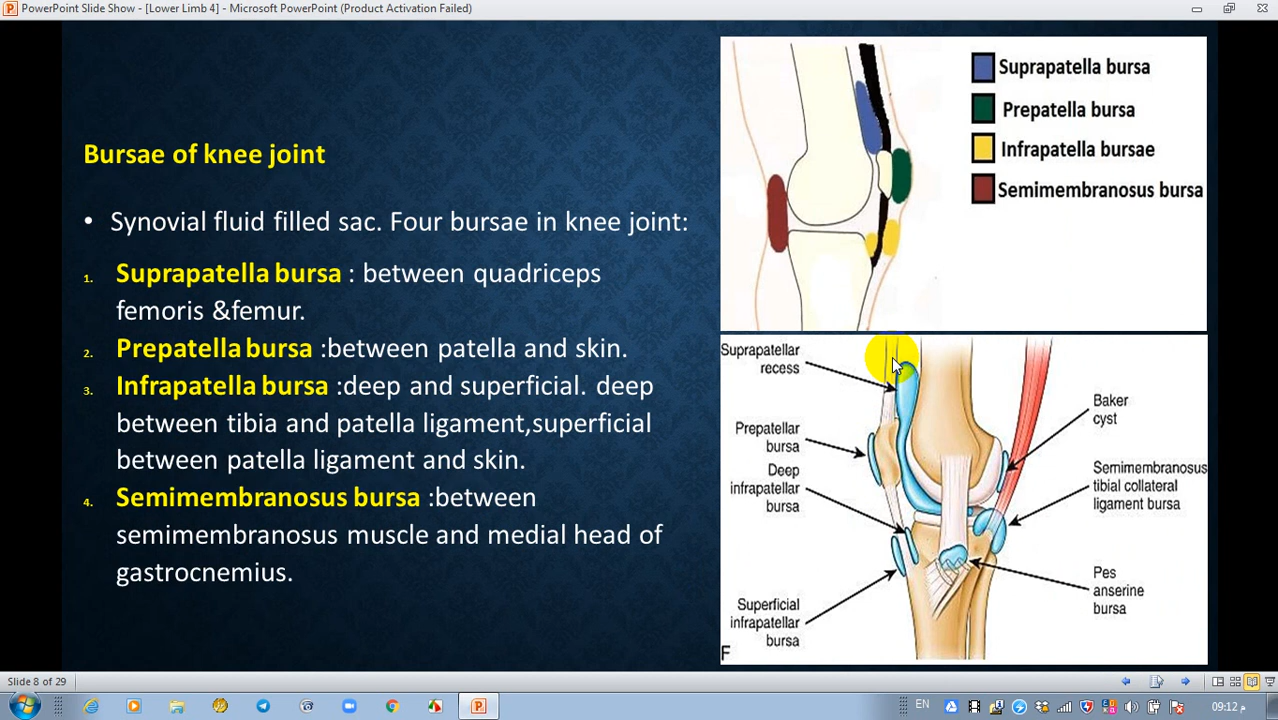 PowerPoint Slide Show - [Lower Limb 4] - Microsoft PowerPoint (Product Activation Failed)
Bursae of knee joint
• Synovial fluid filled sac. Four bursae in knee joint:
1. Suprapatella bursa : between quadriceps
femoris &femur.
2. Prepatella bursa :between patella and skin.
3. Infrapatella bursa :deep and superficial. deep
between tibia and patella ligament,superficial
between patella ligament and skin.
4. Semimembranosus bursa :between
semimembranosus muscle and medial head of
gastrocnemius.
Suprapatella bursa
Prepatella bursa
Infrapatella bursae
Semimembranosus bursa
Suprapatellar
recess
Prepatellar
bursa
Deep
infrapatellar
bursa
Superficial
infrapatellar
bursa
Baker
cyst
Semimembranosus
tibial collateral
ligament bursa
Pes
anserine
bursa
F
Slide 8 of 29
EN
09:12 م